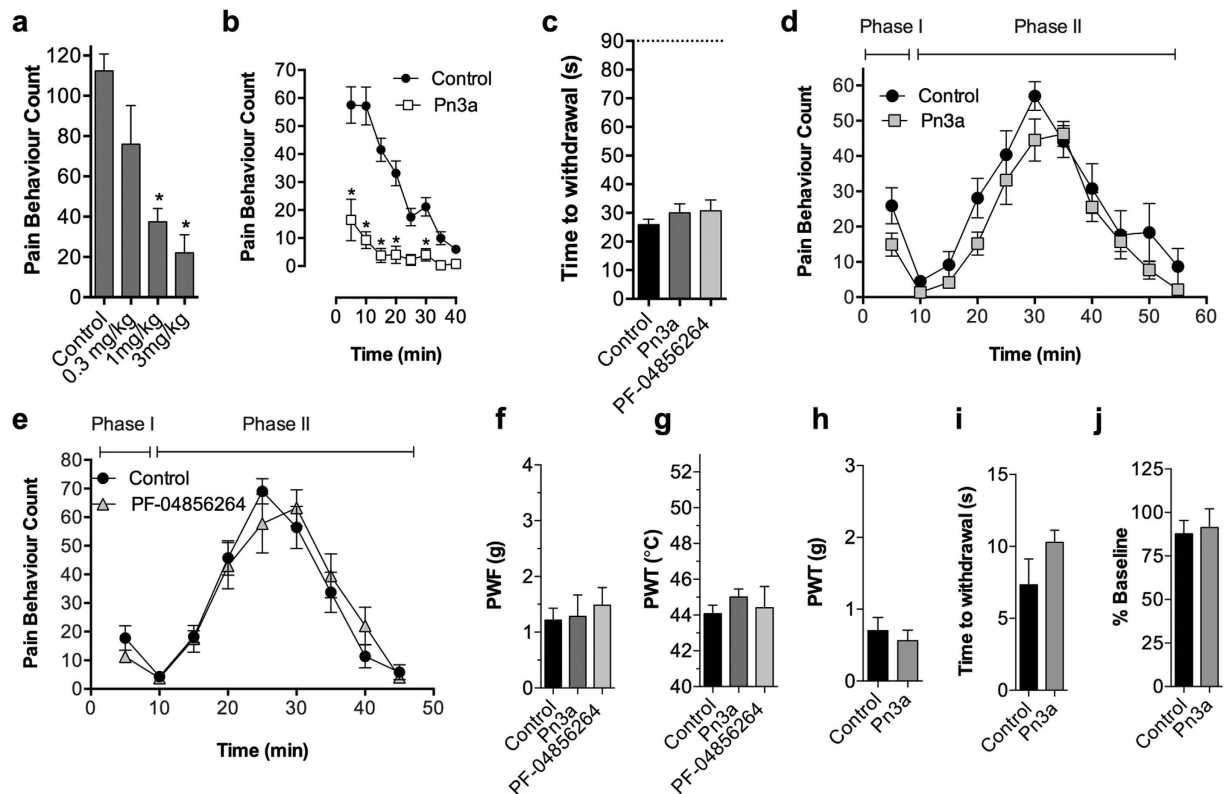 a
Pain Behaviour Count
120
100
80
60
40
20
0
*
*
Control
0.3 mg/kg
1mg/kg
3mg/kg
b
Pain Behaviour Count
70
60
50
40
30
20
10
0
Control
Pn3a
*
*
*
*
*
10 20 30 40
Time (min)
c
Time to withdrawal (s)
90
80
70
60
50
40
30
20
10
0
Control
Pn3a
PF-04856264
d
Phase I Phase II
Pain Behaviour Count
60
50
40
30
20
10
0
Control
Pn3a
0 10 20 30 40 50 60
Time (min)
e
Phase I Phase II
Pain Behaviour Count
80
70
60
50
40
30
20
10
0
Control
PF-04856264
0 10 20 30 40 50
Time (min)
f
PWF (g)
4
3
2
1
0
Control
Pn3a
PF-04856264
g
PWT (°C)
52
50
48
46
44
42
40
Control
Pn3a
PF-04856264
h
PWT (g)
3
2
1
0
Control
Pn3a
i
Time to withdrawal (s)
15
10
5
0
Control
Pn3a
j
% Baseline
125
100
75
50
25
0
Control
Pn3a